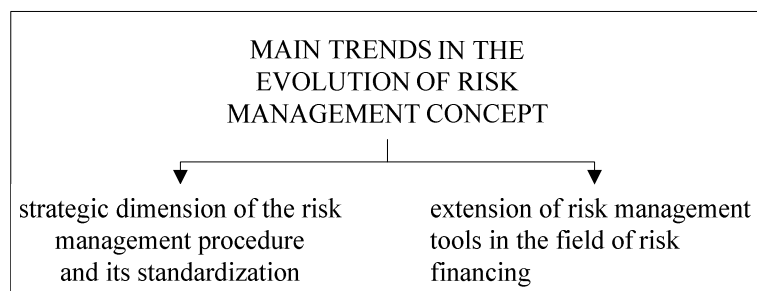 MAIN TRENDS IN THE
EVOLUTION OF RISK
MANAGEMENT CONCEPT
strategic dimension of the risk
management procedure
and its standardization
extension of risk management
tools in the field of risk
financing